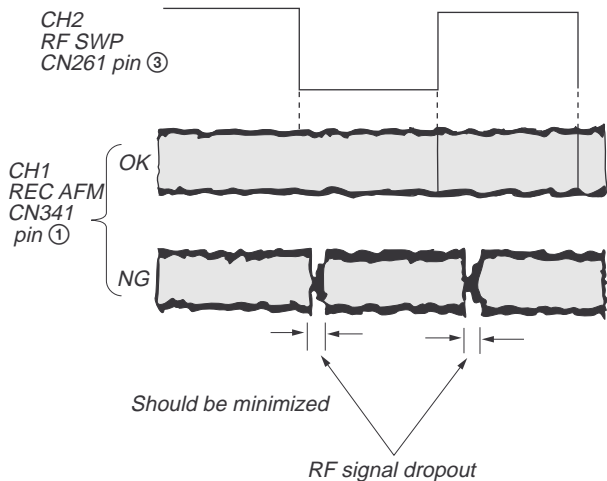 CH2
RF SWP
CN261 pin ③
CH1
REC AFM
CN341
pin ①
OK
NG
Should be minimized
RF signal dropout